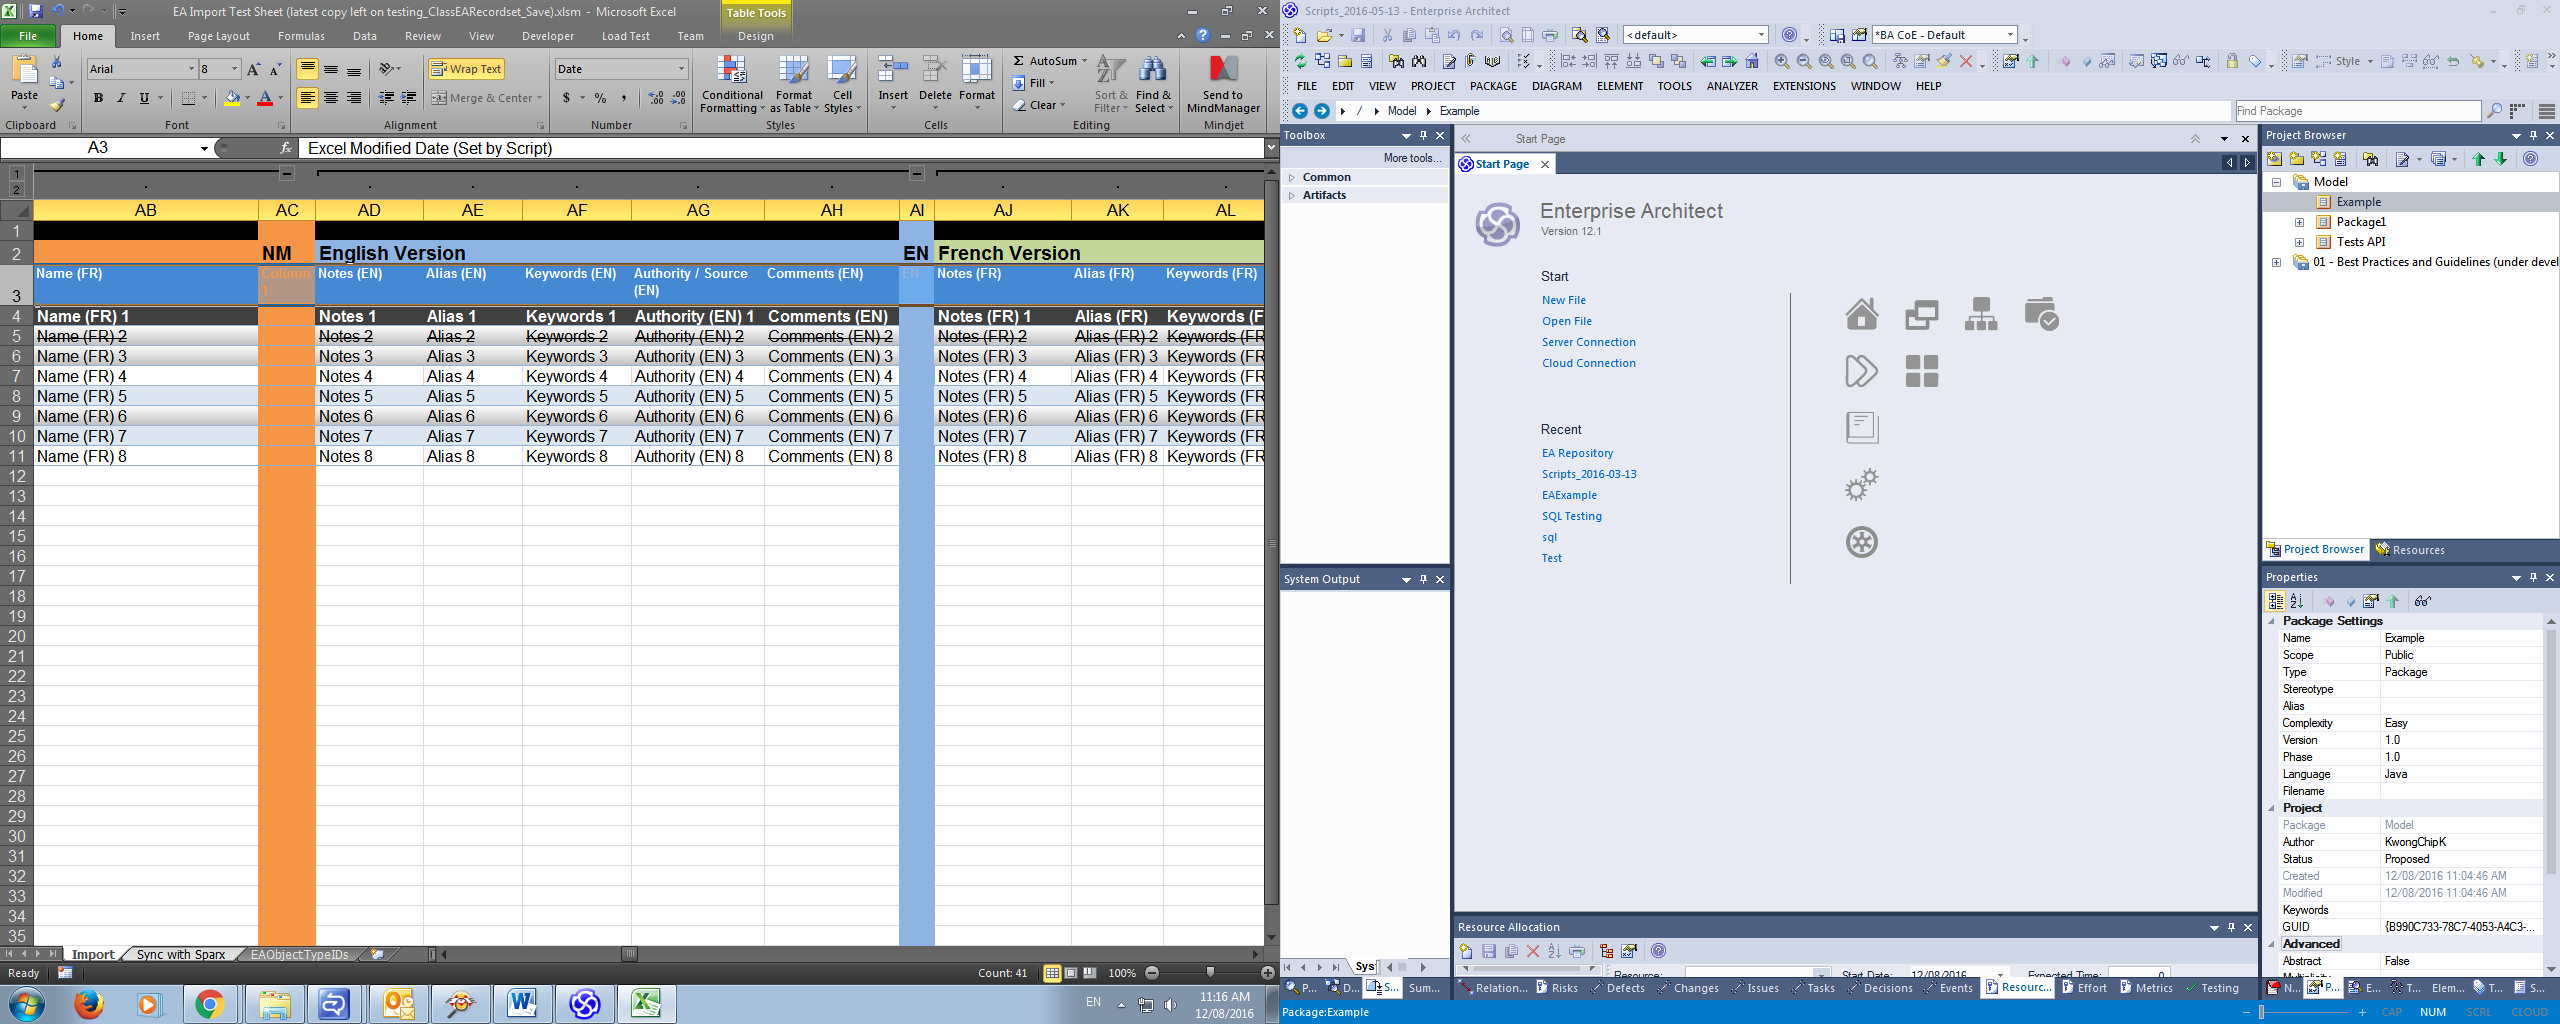 EA Import Test Sheet (latest copy left on testing_ClassEARecordset_Save).xlsm - Microsoft Excel
Table Tools
File Home Insert Page Layout Formulas Data Review View Developer Load Test Team Design
Paste
Arial 8
Wrap Text
Merge & Center
Date
Conditional Formatting
Format as Table
Cell Styles
Insert Delete Format
AutoSum
Fill
Clear
Sort & Filter
Find & Select
Send to MindManager
Clipboard Font Alignment Number Styles Cells Editing Mindjet
A3 fx Excel Modified Date (Set by Script)
1
2
AB AC AD AE AF AG AH AI AJ AK AL
1
2 NM English Version EN French Version
3 Name (FR) Column 1 Notes (EN) Alias (EN) Keywords (EN) Authority / Source (EN) Comments (EN) EN Notes (FR) Alias (FR) Keywords (FR)
4 Name (FR) 1 Notes 1 Alias 1 Keywords 1 Authority (EN) 1 Comments (EN) Notes (FR) 1 Alias (FR) Keywords (F
5 Name (FR) 2 Notes 2 Alias 2 Keywords 2 Authority (EN) 2 Comments (EN) 2 Notes (FR) 2 Alias (FR) 2 Keywords (FR
6 Name (FR) 3 Notes 3 Alias 3 Keywords 3 Authority (EN) 3 Comments (EN) 3 Notes (FR) 3 Alias (FR) 3 Keywords (FR
7 Name (FR) 4 Notes 4 Alias 4 Keywords 4 Authority (EN) 4 Comments (EN) 4 Notes (FR) 4 Alias (FR) 4 Keywords (FR
8 Name (FR) 5 Notes 5 Alias 5 Keywords 5 Authority (EN) 5 Comments (EN) 5 Notes (FR) 5 Alias (FR) 5 Keywords (FR
9 Name (FR) 6 Notes 6 Alias 6 Keywords 6 Authority (EN) 6 Comments (EN) 6 Notes (FR) 6 Alias (FR) 6 Keywords (FR
10 Name (FR) 7 Notes 7 Alias 7 Keywords 7 Authority (EN) 7 Comments (EN) 7 Notes (FR) 7 Alias (FR) 7 Keywords (FR
11 Name (FR) 8 Notes 8 Alias 8 Keywords 8 Authority (EN) 8 Comments (EN) 8 Notes (FR) 8 Alias (FR) 8 Keywords (FR
12
13
14
15
16
17
18
19
20
21
22
23
24
25
26
27
28
29
30
31
32
33
34
35
Import Sync with Sparx EAObjectTypeIDs
Ready Count: 41 100%
EN 11:16 AM
12/08/2016
Scripts_2016-05-13 - Enterprise Architect
<default> *BA CoE - Default
Style
FILE EDIT VIEW PROJECT PACKAGE DIAGRAM ELEMENT TOOLS ANALYZER EXTENSIONS WINDOW HELP
/ Model Example Find Package
Toolbox
More tools...
Common
Artifacts
System Output
Sys
P... D... S... Summ...
Start Page
Start Page
Enterprise Architect
Version 12.1
Start
New File
Open File
Server Connection
Cloud Connection
Recent
EA Repository
Scripts_2016-03-13
EAExample
SQL Testing
sql
Test
Resource Allocation
Resource: Start Date: 12/08/2016 Expected Time: 0
Relation... Risks Defects Changes Issues Tasks Decisions Events Resourc... Effort Metrics Testing
Project Browser
Model
Example
Package1
Tests API
01 - Best Practices and Guidelines (under devel
Project Browser Resources
Properties
Package Settings
Name Example
Scope Public
Type Package
Stereotype
Alias
Complexity Easy
Version 1.0
Phase 1.0
Language Java
Filename
Project
Package Model
Author KwongChipK
Status Proposed
Created 12/08/2016 11:04:46 AM
Modified 12/08/2016 11:04:46 AM
Keywords
GUID {B990C733-78C7-4053-A4C3-...
Advanced
Abstract False
Multiplicity
N... P... E... T... Elem... T... S...
Package:Example CAP NUM SCRL CLOUD